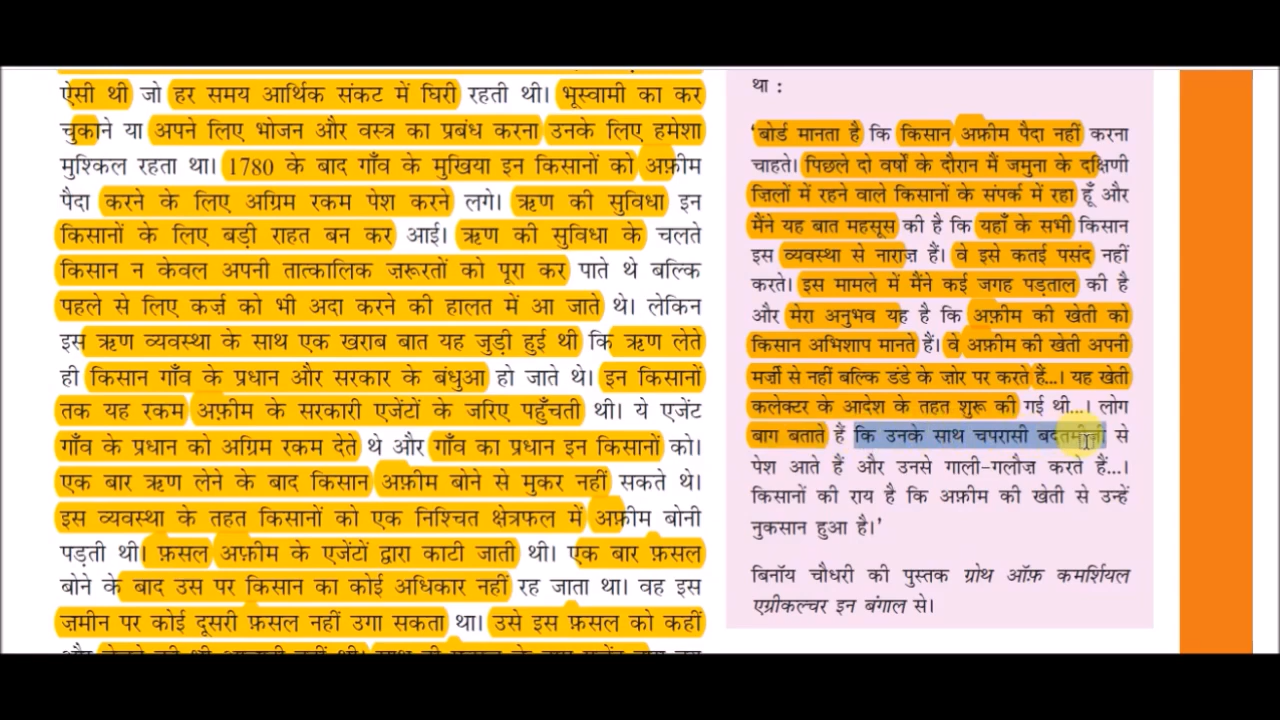 ऐसी थी जो हर समय आर्थिक संकट में घिरी रहती थी। भूस्वामी का कर
चुकाने या अपने लिए भोजन और वस्त्र का प्रबंध करना उनके लिए हमेशा
मुश्किल रहता था। 1780 के बाद गाँव के मुखिया इन किसानों को अफ़ीम
पैदा करने के लिए अग्रिम रकम पेश करने लगे। ऋण की सुविधा इन
किसानों के लिए बड़ी राहत बन कर आई। ऋण की सुविधा के चलते
किसान न केवल अपनी तात्कालिक ज़रूरतों को पूरा कर पाते थे बल्कि
पहले से लिए कर्ज़ को भी अदा करने की हालत में आ जाते थे। लेकिन
इस ऋण व्यवस्था के साथ एक खराब बात यह जुड़ी हुई थी कि ऋण लेते
ही किसान गाँव के प्रधान और सरकार के बंधुआ हो जाते थे। इन किसानों
तक यह रकम अफ़ीम के सरकारी एजेंटों के जरिए पहुँचती थी। ये एजेंट
गाँव के प्रधान को अग्रिम रकम देते थे और गाँव का प्रधान इन किसानों को।
एक बार ऋण लेने के बाद किसान अफ़ीम बोने से मुकर नहीं सकते थे।
इस व्यवस्था के तहत किसानों को एक निश्चित क्षेत्रफल में अफ़ीम बोनी
पड़ती थी। फ़सल अफ़ीम के एजेंटों द्वारा काटी जाती थी। एक बार फ़सल
बोने के बाद उस पर किसान का कोई अधिकार नहीं रह जाता था। वह इस
ज़मीन पर कोई दूसरी फ़सल नहीं उगा सकता था। उसे इस फ़सल को कहीं
था :
'बोर्ड मानता है कि किसान अफ़ीम पैदा नहीं करना
चाहते। पिछले दो वर्षों के दौरान मैं जमुना के दक्षिणी
जिलों में रहने वाले किसानों के संपर्क में रहा हूँ और
मैंने यह बात महसूस की है कि यहाँ के सभी किसान
इस व्यवस्था से नाराज़ हैं। वे इसे कतई पसंद नहीं
करते। इस मामले में मैंने कई जगह पड़ताल की है
और मेरा अनुभव यह है कि अफ़ीम की खेती को
किसान अभिशाप मानते हैं। वे अफ़ीम की खेती अपनी
मर्जी से नहीं बल्कि डंडे के जोर पर करते हैं...। यह खेती
कलेक्टर के आदेश के तहत शुरू की गई थी...। लोग
बाग बताते हैं कि उनके साथ चपरासी बदतमीज़ी से
पेश आते हैं और उनसे गाली-गलौज करते हैं...।
किसानों की राय है कि अफ़ीम की खेती से उन्हें
नुकसान हुआ है।'
बिनॉय चौधरी की पुस्तक ग्रोथ ऑफ़ कमर्शियल
एग्रीकल्चर इन बंगाल से।